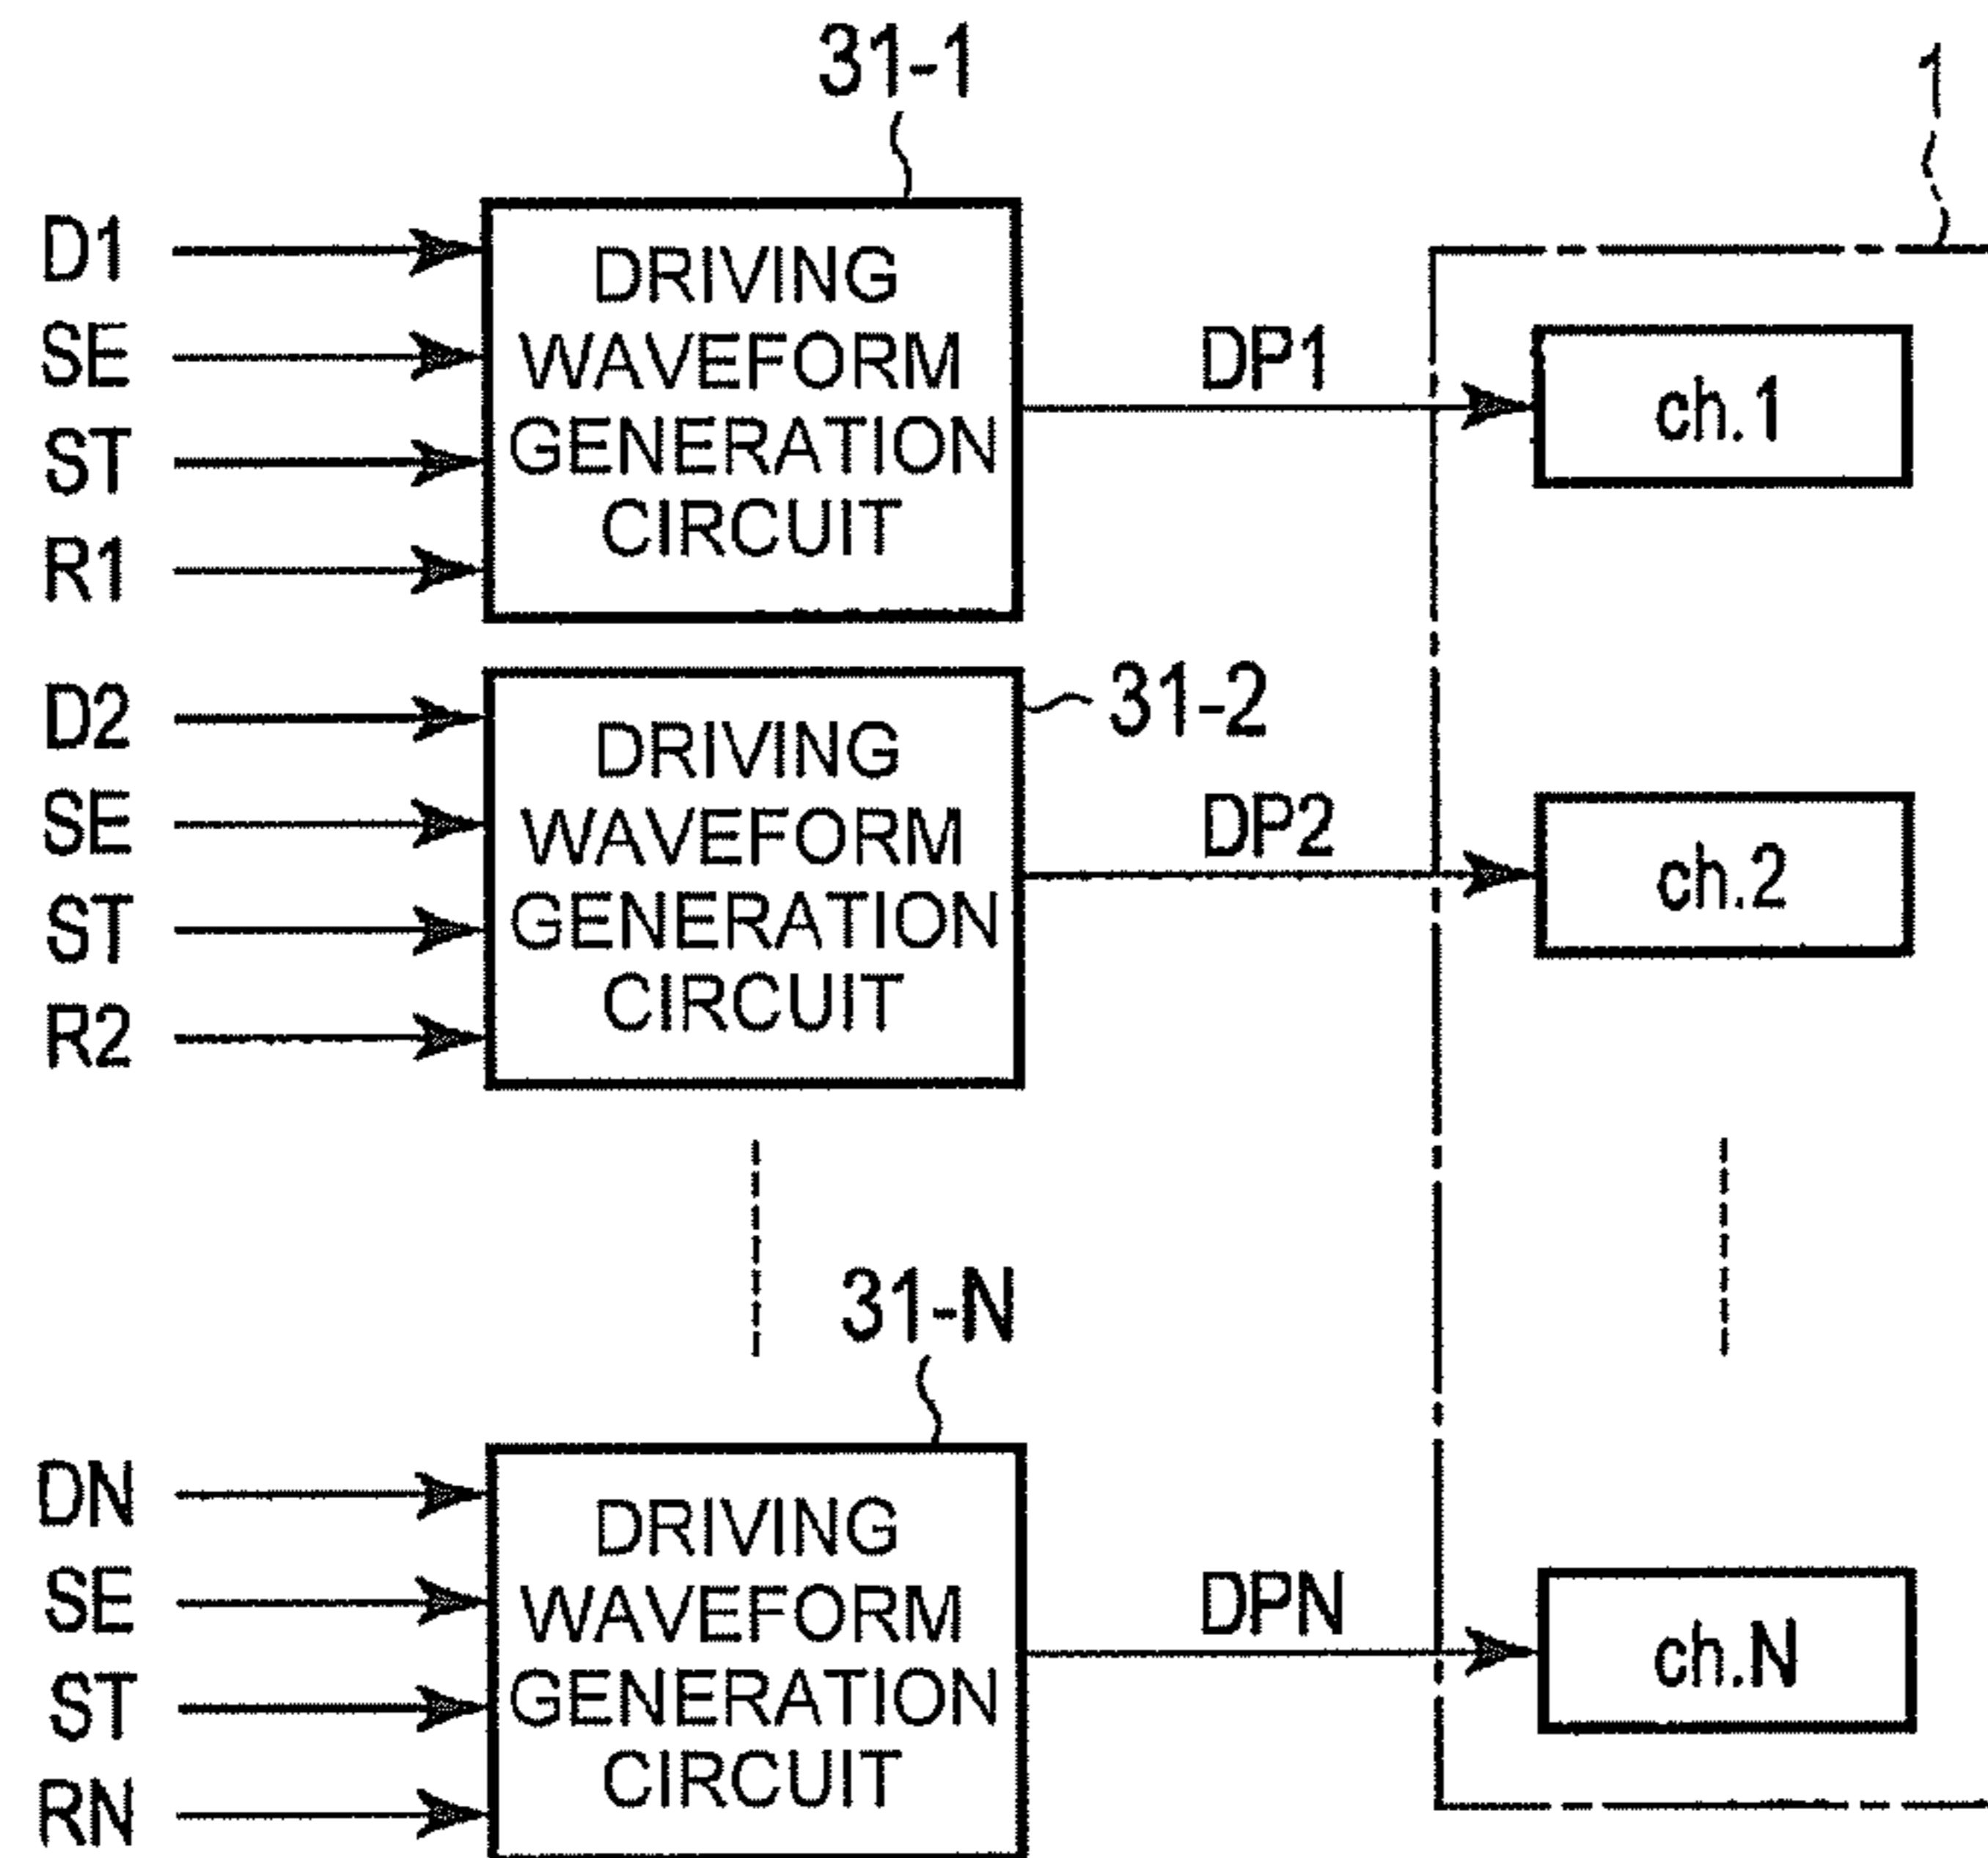 31-1
1
D1
SE
ST
R1
DRIVING
WAVEFORM
GENERATION
CIRCUIT
DP1
ch.1
31-2
D2
SE
ST
R2
DRIVING
WAVEFORM
GENERATION
CIRCUIT
DP2
ch.2
31-N
DN
SE
ST
RN
DRIVING
WAVEFORM
GENERATION
CIRCUIT
DPN
ch.N